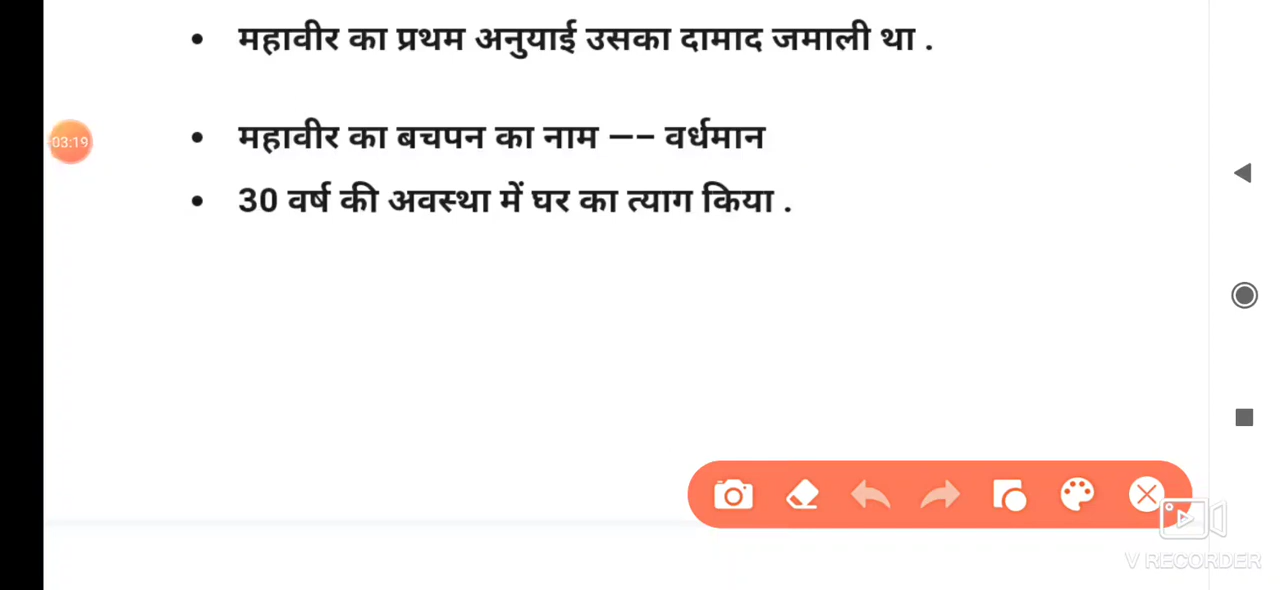 • महावीर का प्रथम अनुयाई उसका दामाद जमाली था .
03:19
• महावीर का बचपन का नाम —– वर्धमान
• 30 वर्ष की अवस्था में घर का त्याग किया .
V RECORDER